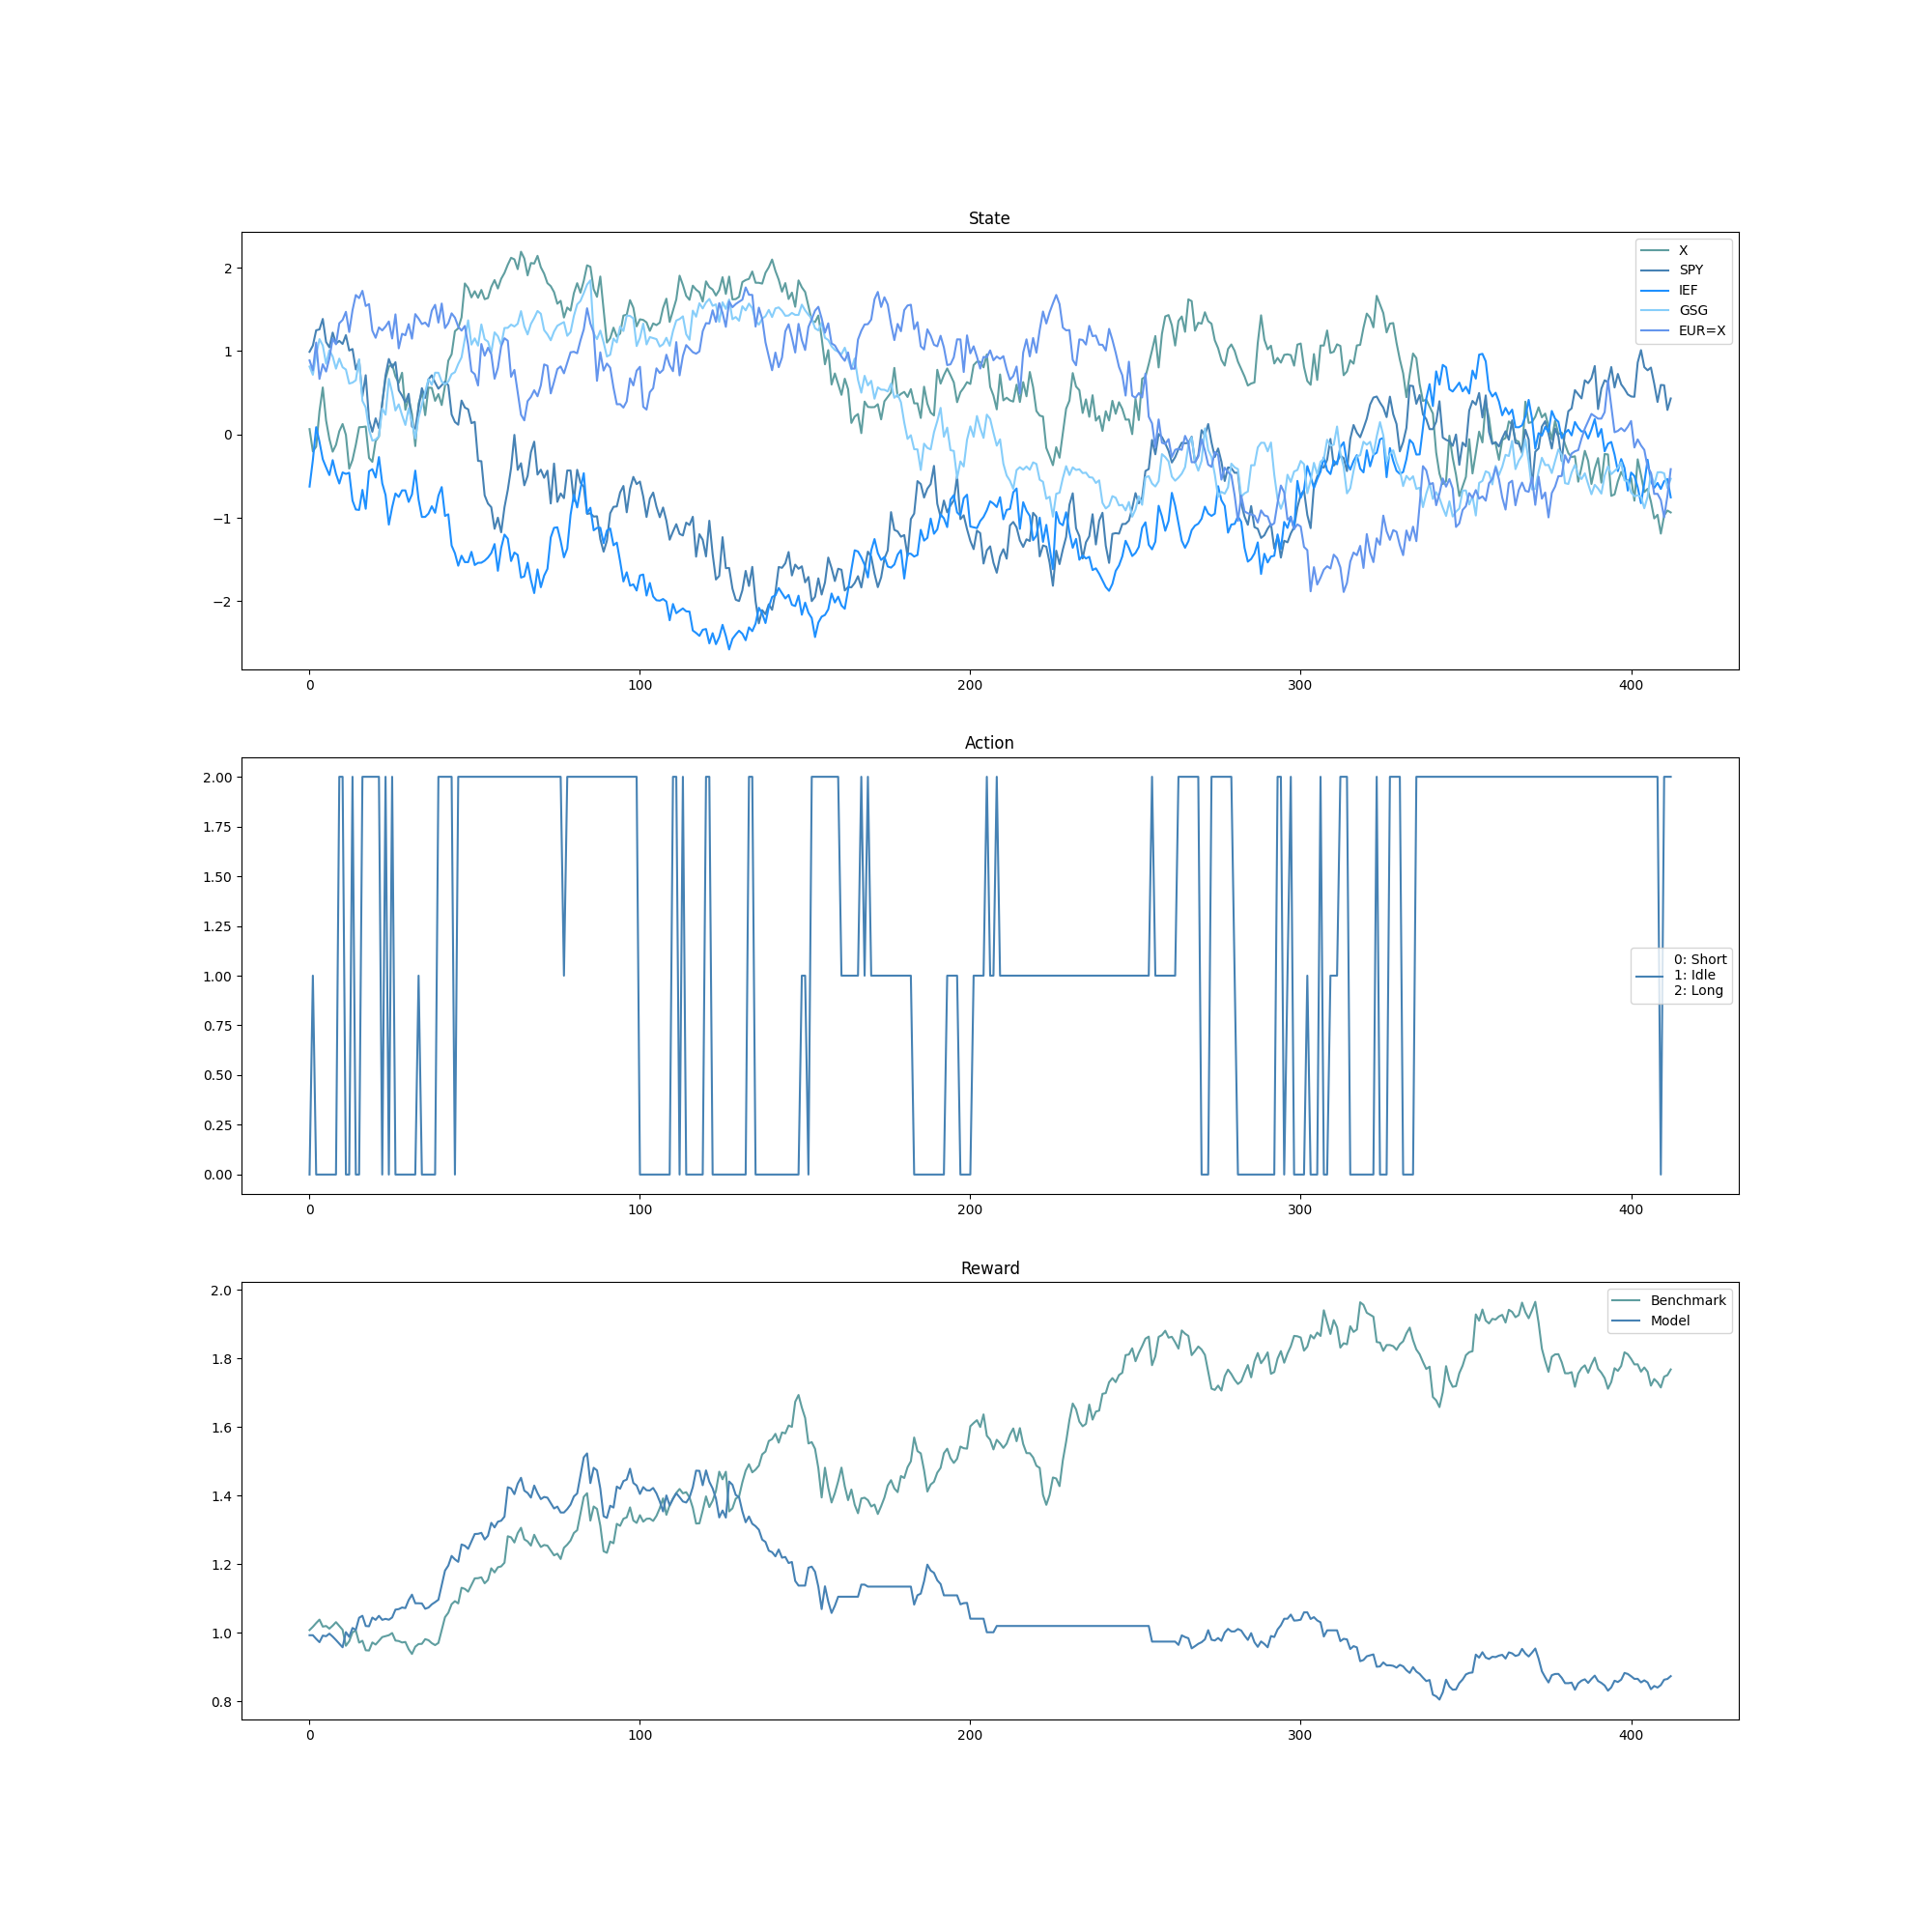 State
2
1
0
−1
−2
X
SPY
IEF
GSG
EUR=X
0 100 200 300 400
Action
2.00
1.75
1.50
1.25
1.00
0.75
0.50
0.25
0.00
0: Short
1: Idle
2: Long
0 100 200 300 400
Reward
2.0
1.8
1.6
1.4
1.2
1.0
0.8
Benchmark
Model
0 100 200 300 400